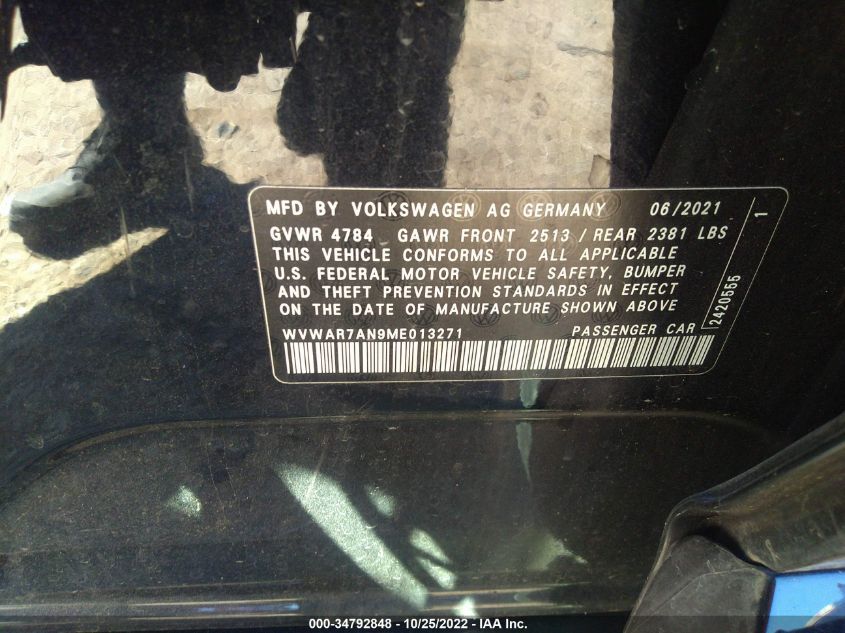 MFD BY VOLKSWAGEN AG GERMANY 06/2021
GVWR 4784 GAWR FRONT 2513 / REAR 2381 LBS
THIS VEHICLE CONFORMS TO ALL APPLICABLE
U.S. FEDERAL MOTOR VEHICLE SAFETY, BUMPER
AND THEFT PREVENTION STANDARDS IN EFFECT
ON THE DATE OF MANUFACTURE SHOWN ABOVE
WVWAR7AN9ME013271 PASSENGER CAR
2420555 1
000-34792848 - 10/25/2022 - IAA Inc.